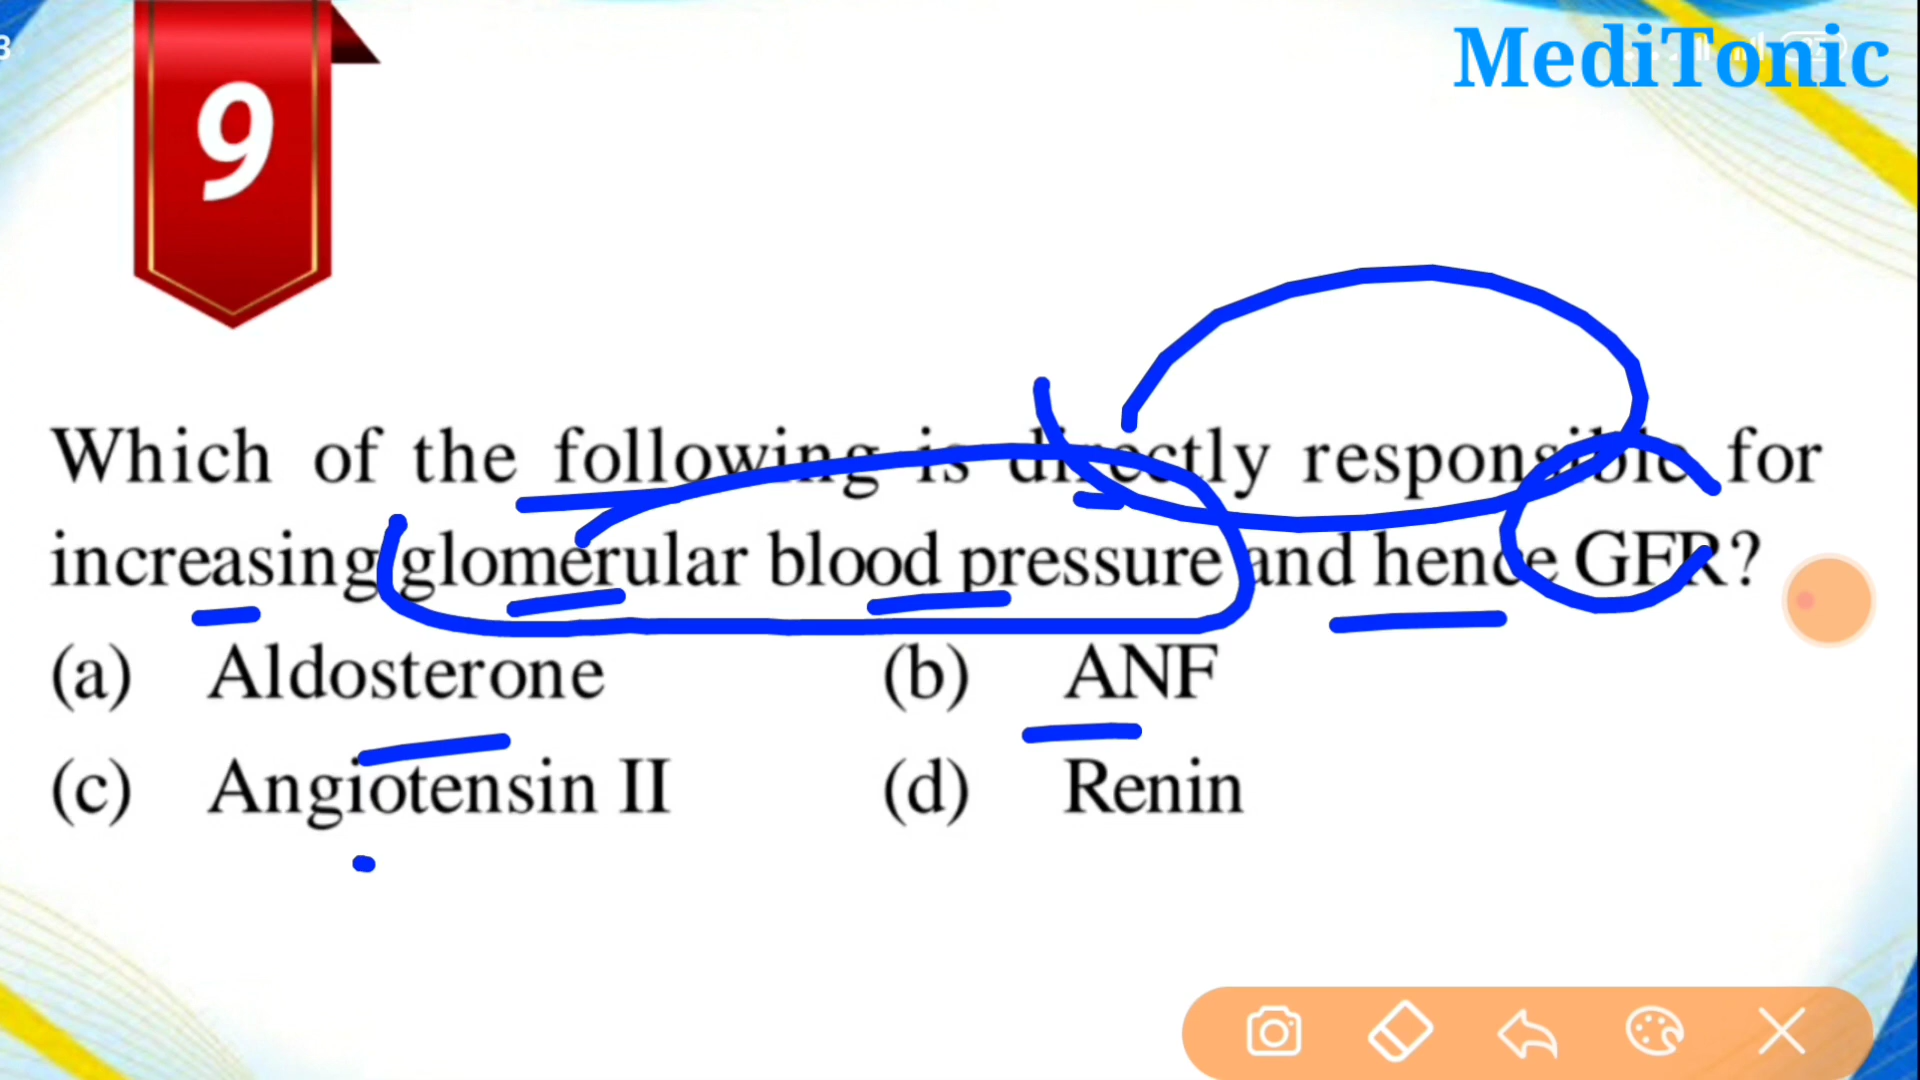 3
MediTonic
9
Which of the following is directly responsible for
increasing glomerular blood pressure and hence GFR?
(a) Aldosterone (b) ANF
(c) Angiotensin II (d) Renin